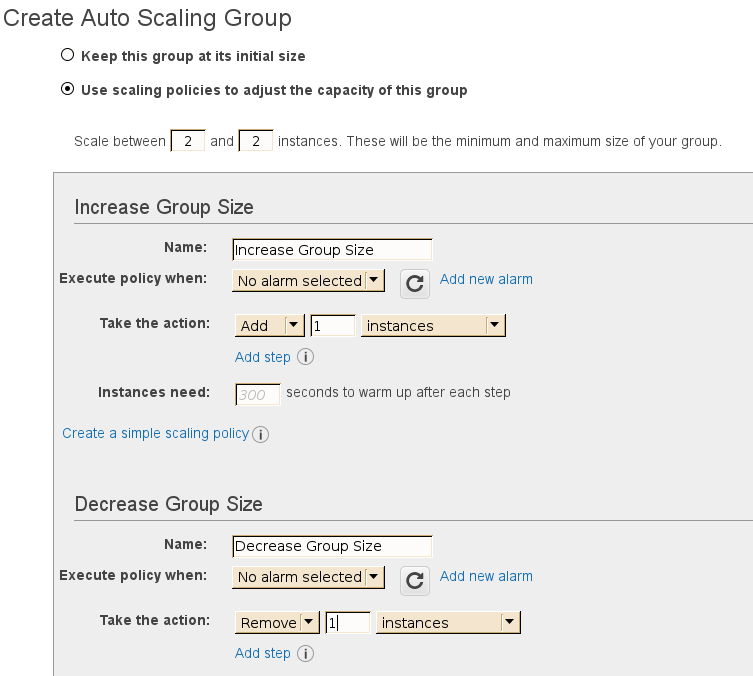 Create Auto Scaling Group
Keep this group at its initial size
Use scaling policies to adjust the capacity of this group
Scale between 2 and 2 instances. These will be the minimum and maximum size of your group.
Increase Group Size
Name: Increase Group Size
Execute policy when: No alarm selected Add new alarm
Take the action: Add 1 instances
Add step i
Instances need: 300 seconds to warm up after each step
Create a simple scaling policy i
Decrease Group Size
Name: Decrease Group Size
Execute policy when: No alarm selected Add new alarm
Take the action: Remove 1 instances
Add step i